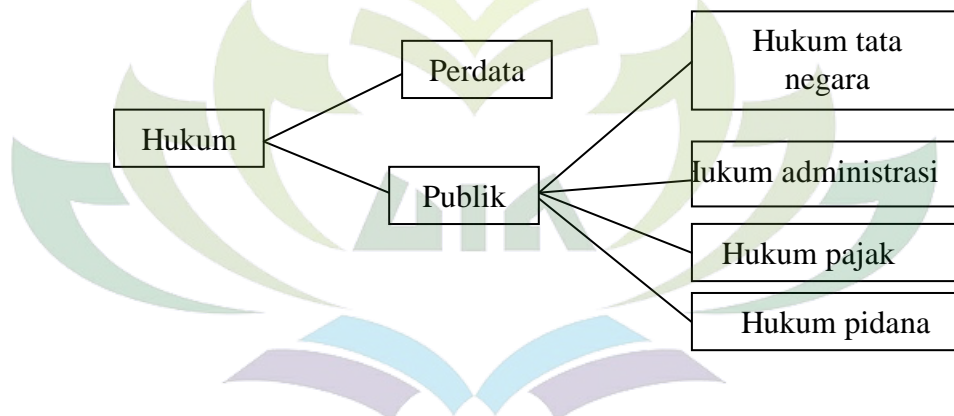 Hukum tata
negara
Perdata
Hukum
Hukum administrasi
Publik
Hukum pajak
Hukum pidana